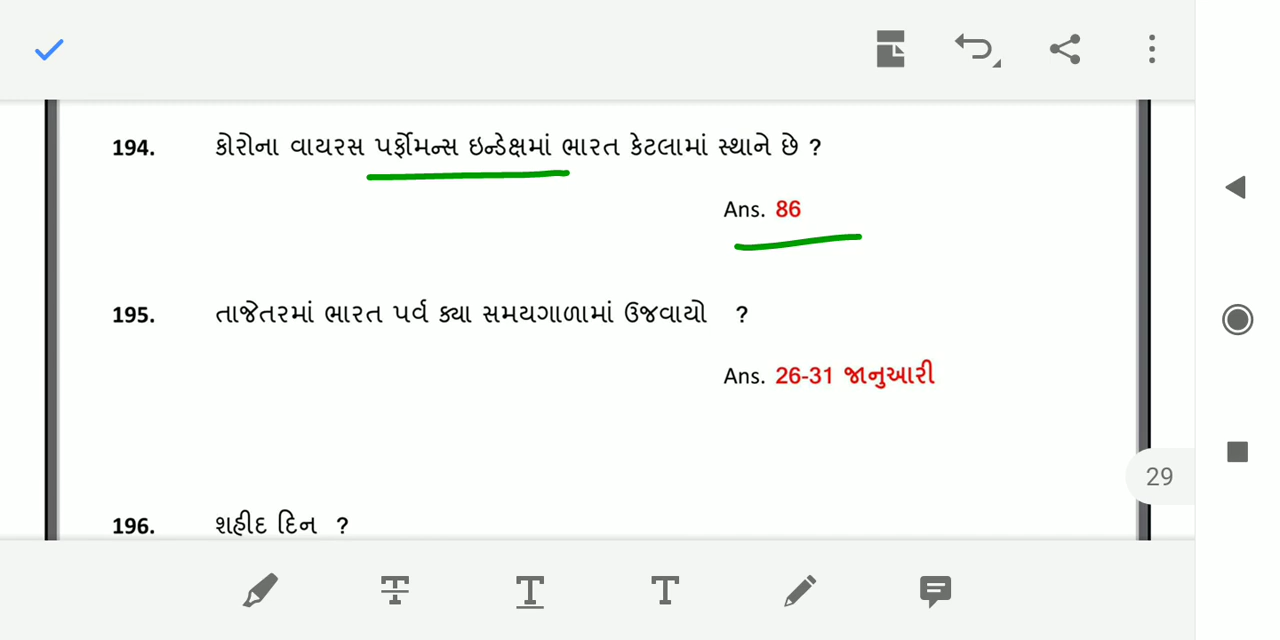 194. કોરોના વાયરસ પર્ફોમન્સ ઇન્ડેક્ષમાં ભારત કેટલામાં સ્થાને છે ?
Ans. 86
195. તાજેતરમાં ભારત પર્વ ક્યા સમયગાળામાં ઉજવાયો ?
Ans. 26-31 જાનુઆરી
29
196. શહીદ દિન ?